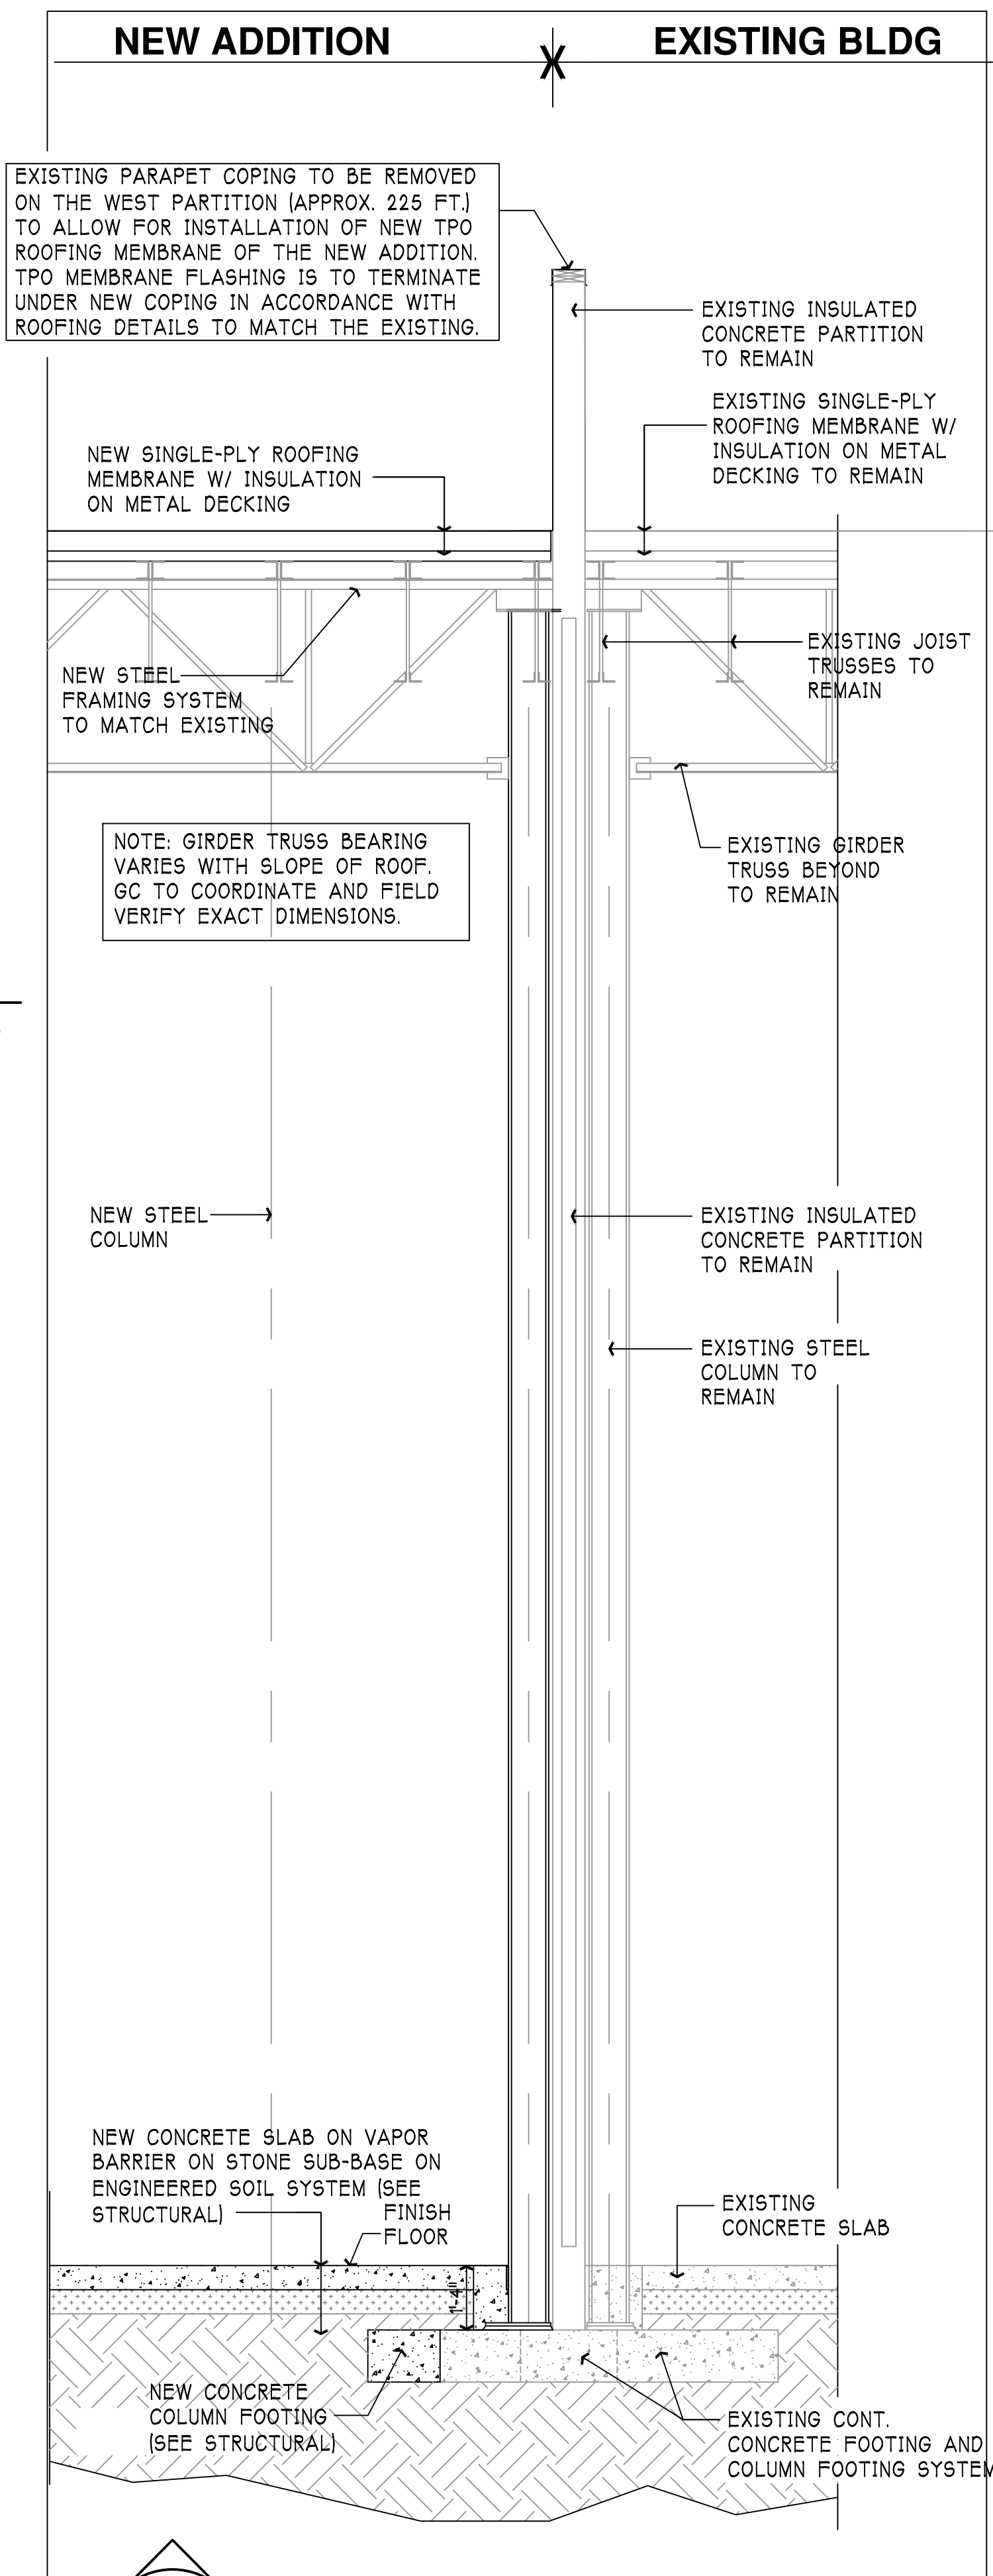 NEW ADDITION
EXISTING BLDG
EXISTING PARAPET COPING TO BE REMOVED
ON THE WEST PARTITION (APPROX. 225 FT.)
TO ALLOW FOR INSTALLATION OF NEW TPO
ROOFING MEMBRANE OF THE NEW ADDITION.
TPO MEMBRANE FLASHING IS TO TERMINATE
UNDER NEW COPING IN ACCORDANCE WITH
ROOFING DETAILS TO MATCH THE EXISTING.
EXISTING INSULATED
CONCRETE PARTITION
TO REMAIN
EXISTING SINGLE-PLY
ROOFING MEMBRANE W/
INSULATION ON METAL
DECKING TO REMAIN
NEW SINGLE-PLY ROOFING
MEMBRANE W/ INSULATION
ON METAL DECKING
EXISTING JOIST
TRUSSES TO
REMAIN
NEW STEEL
FRAMING SYSTEM
TO MATCH EXISTING
NOTE: GIRDER TRUSS BEARING
VARIES WITH SLOPE OF ROOF.
GC TO COORDINATE AND FIELD
VERIFY EXACT DIMENSIONS.
EXISTING GIRDER
TRUSS BEYOND
TO REMAIN
NEW STEEL
COLUMN
EXISTING INSULATED
CONCRETE PARTITION
TO REMAIN
EXISTING STEEL
COLUMN TO
REMAIN
NEW CONCRETE SLAB ON VAPOR
BARRIER ON STONE SUB-BASE ON
ENGINEERED SOIL SYSTEM (SEE
STRUCTURAL)
FINISH
FLOOR
EXISTING
CONCRETE SLAB
1'-4"
NEW CONCRETE
COLUMN FOOTING
(SEE STRUCTURAL)
EXISTING CONT.
CONCRETE FOOTING AND
COLUMN FOOTING SYSTEM